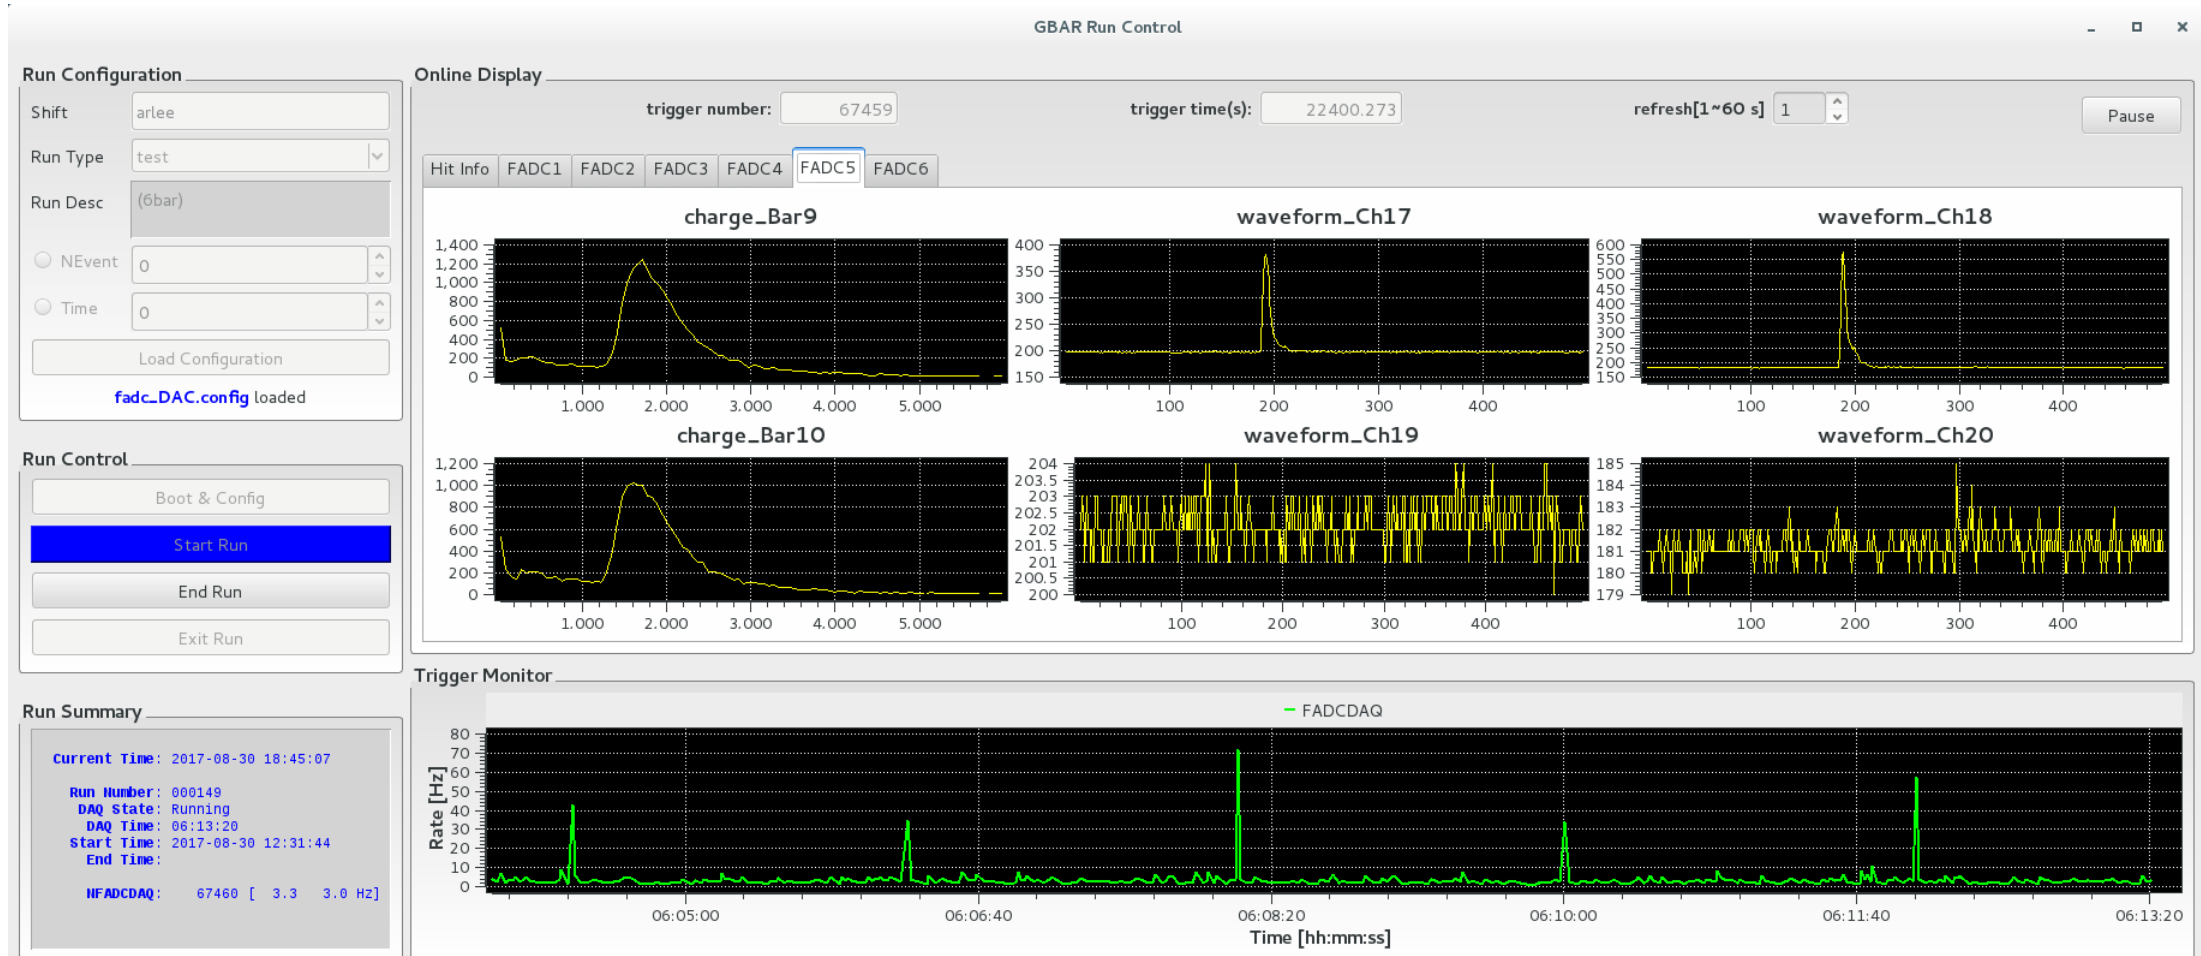 GBAR Run Control
Run Configuration
Shift arlee
Run Type test
Run Desc (6bar)
NEvent 0
Time 0
Load Configuration
fadc_DAC.config loaded
Run Control
Boot & Config
Start Run
End Run
Exit Run
Run Summary
Current Time: 2017-08-30 18:45:07
Run Number: 000149
DAQ State: Running
DAQ Time: 06:13:20
Start Time: 2017-08-30 12:31:44
End Time:
NFADCDAQ: 67460 [ 3.3 3.0 Hz]
Online Display
trigger number: 67459 trigger time(s): 22400.273 refresh[1~60 s] 1 Pause
Hit Info FADC1 FADC2 FADC3 FADC4 FADC5 FADC6
charge_Bar9
1,400
1,200
1,000
800
600
400
200
0
1.000 2.000 3.000 4.000 5.000
waveform_Ch17
400
350
300
250
200
150
100 200 300 400
waveform_Ch18
600
550
500
450
400
350
300
250
200
150
100 200 300 400
charge_Bar10
1,200
1,000
800
600
400
200
0
1.000 2.000 3.000 4.000 5.000
waveform_Ch19
204
203.5
203
202.5
202
201.5
201
200.5
200
100 200 300 400
waveform_Ch20
185
184
183
182
181
180
179
100 200 300 400
Trigger Monitor
FADCDAQ
Rate [Hz]
80
70
60
50
40
30
20
10
0
06:05:00 06:06:40 06:08:20 06:10:00 06:11:40 06:13:20
Time [hh:mm:ss]